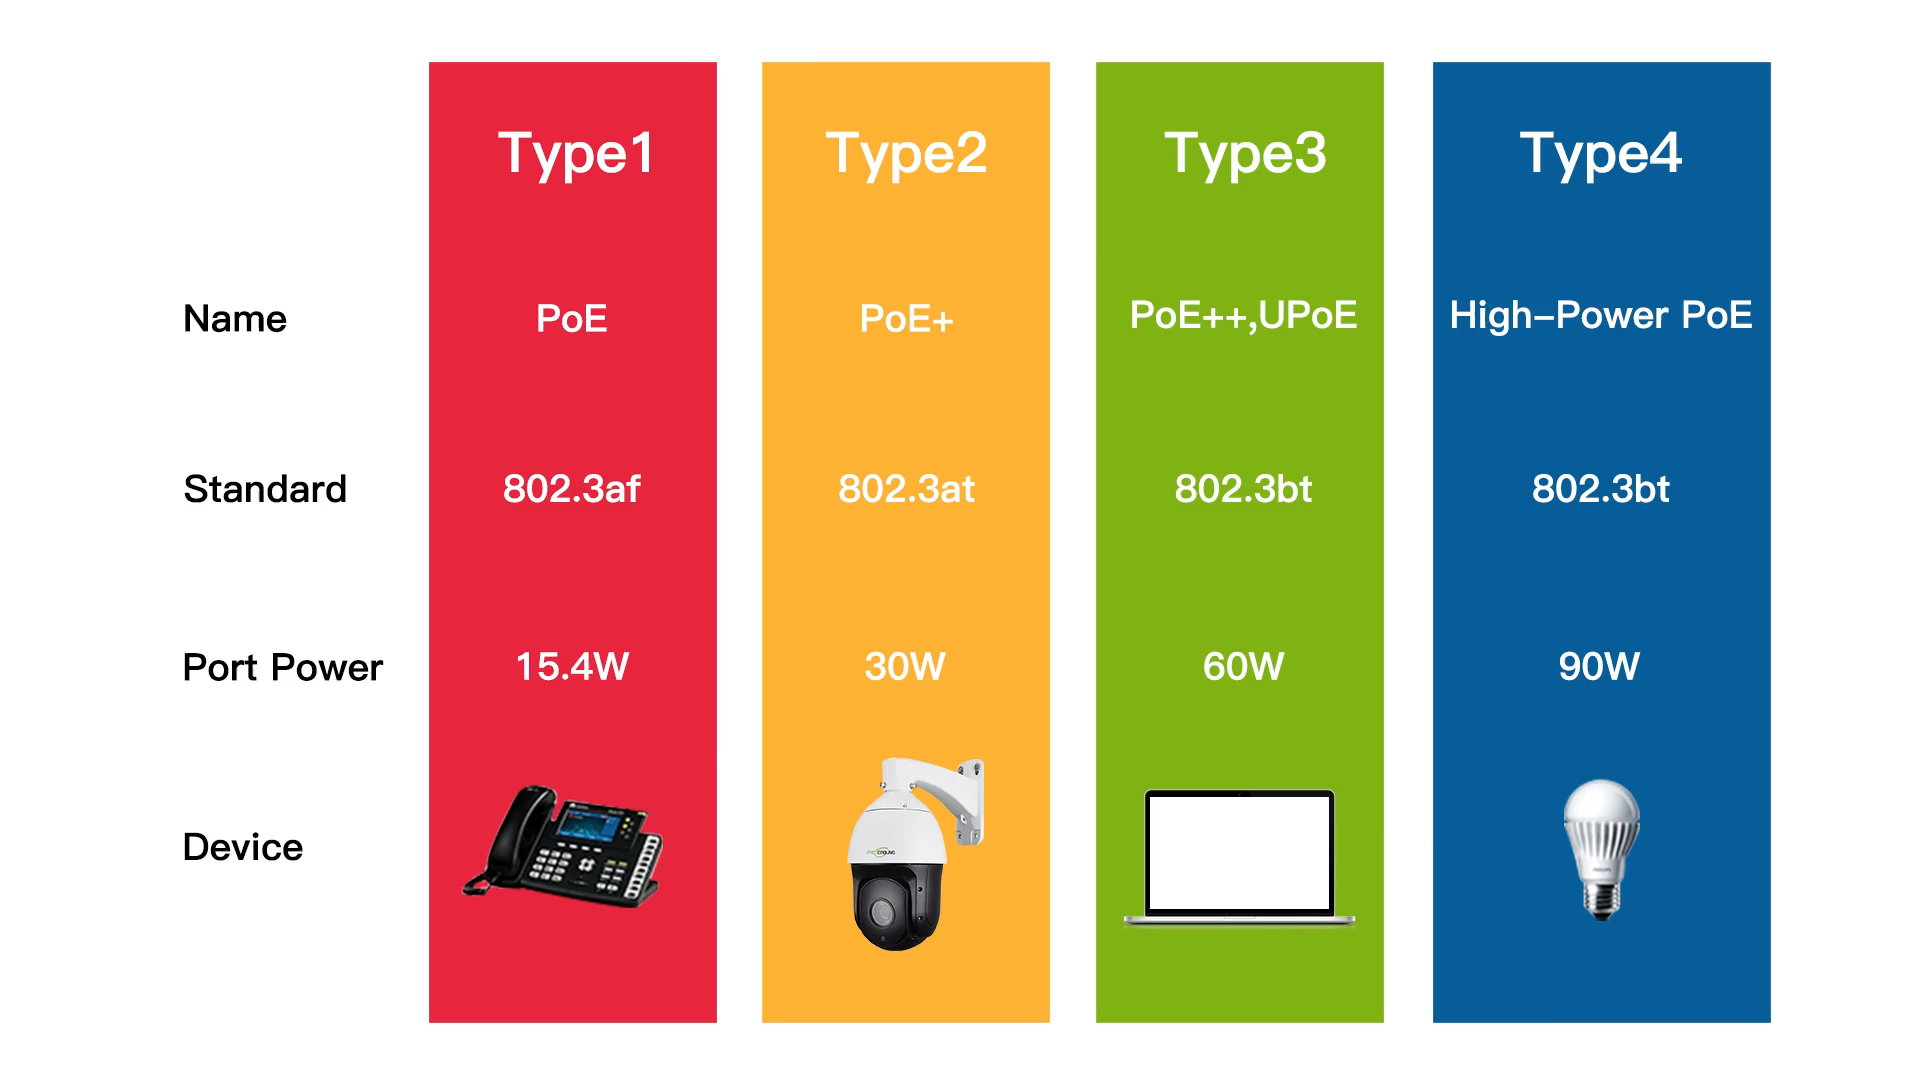 Type1 Type2 Type3 Type4
Name PoE PoE+ PoE++,UPoE High-Power PoE
Standard 802.3af 802.3at 802.3bt 802.3bt
Port Power 15.4W 30W 60W 90W
Device